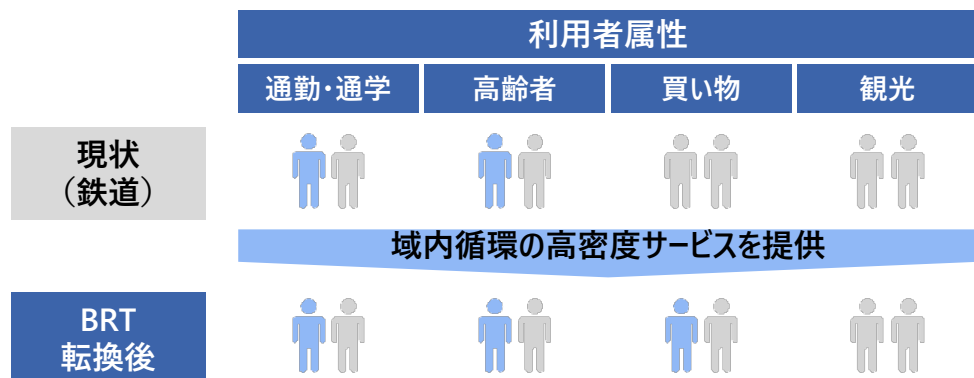 利用者属性
通勤・通学
高齢者
買い物
観光
現状
（鉄道）
域内循環の高密度サービスを提供
BRT
転換後